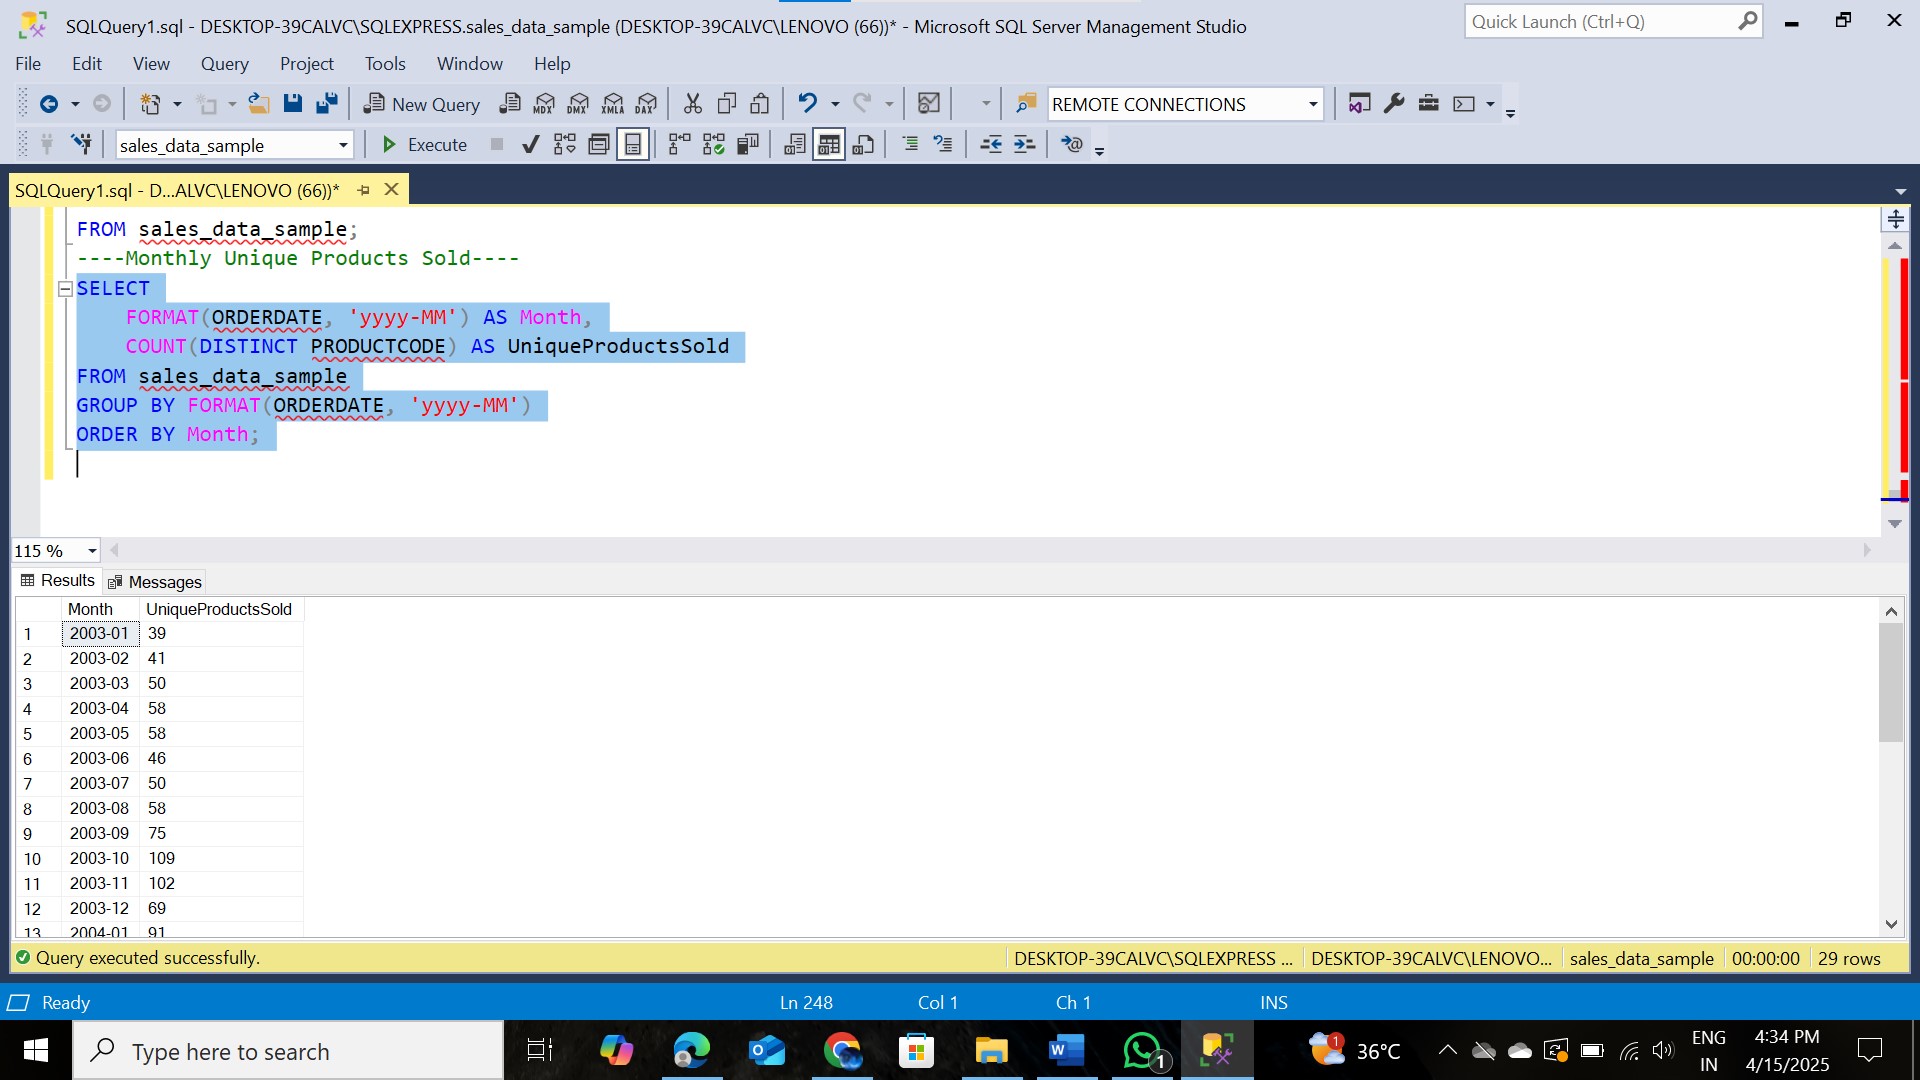 SQLQuery1.sql - DESKTOP-39CALVC\SQLEXPRESS.sales_data_sample (DESKTOP-39CALVC\LENOVO (66))* - Microsoft SQL Server Management Studio
Quick Launch (Ctrl+Q)
File Edit View Query Project Tools Window Help
New Query MDX DMX XMLA DAX REMOTE CONNECTIONS
sales_data_sample Execute
SQLQuery1.sql - D...ALVC\LENOVO (66))*
FROM sales_data_sample;
----Monthly Unique Products Sold----
SELECT
FORMAT(ORDERDATE, 'yyyy-MM') AS Month,
COUNT(DISTINCT PRODUCTCODE) AS UniqueProductsSold
FROM sales_data_sample
GROUP BY FORMAT(ORDERDATE, 'yyyy-MM')
ORDER BY Month;
115 %
Results Messages
Month UniqueProductsSold
1 2003-01 39
2 2003-02 41
3 2003-03 50
4 2003-04 58
5 2003-05 58
6 2003-06 46
7 2003-07 50
8 2003-08 58
9 2003-09 75
10 2003-10 109
11 2003-11 102
12 2003-12 69
13 2004-01 91
Query executed successfully. DESKTOP-39CALVC\SQLEXPRESS ... DESKTOP-39CALVC\LENOVO... sales_data_sample 00:00:00 29 rows
Ready Ln 248 Col 1 Ch 1 INS
Type here to search 1 1 36°C ENG IN 4:34 PM 4/15/2025